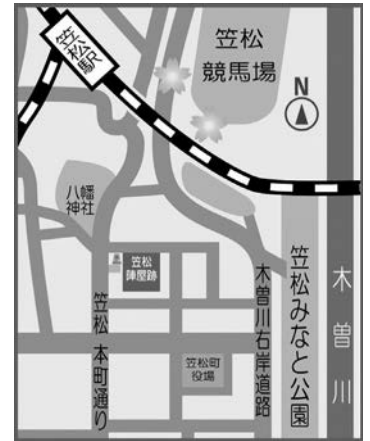 笠松駅
笠松
競馬場
N
八幡
神社
笠松
陣屋跡
笠松 本町通り
笠松町
役場
木曽川右岸道路
笠松みなと公園
木曽川